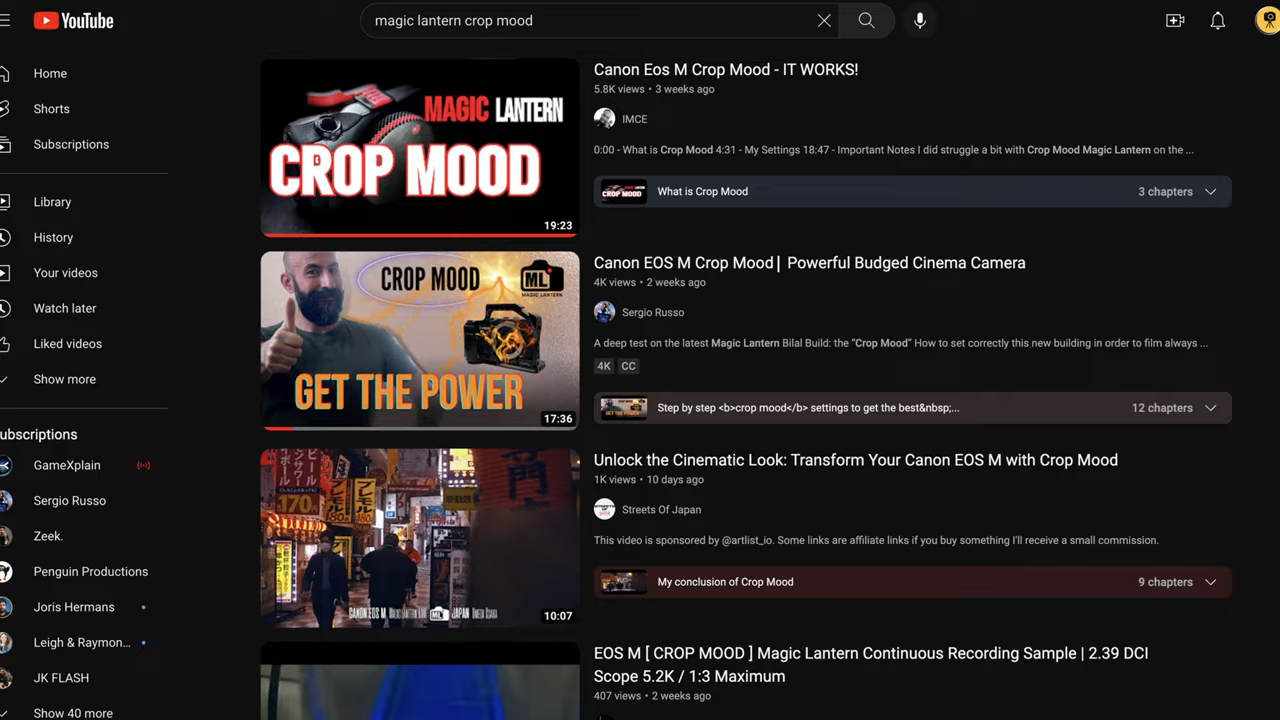 YouTube
magic lantern crop mood
Home
Shorts
Subscriptions
Library
History
Your videos
Watch later
Liked videos
Show more
ubscriptions
GameXplain
Sergio Russo
Zeek.
Penguin Productions
Joris Hermans
Leigh & Raymon...
JK FLASH
Show 40 more
MAGIC LANTERN
CROP MOOD
19:23
Canon Eos M Crop Mood - IT WORKS!
5.8K views • 3 weeks ago
IMCE
0:00 - What is Crop Mood 4:31 - My Settings 18:47 - Important Notes I did struggle a bit with Crop Mood Magic Lantern on the ...
CROP MOOD
What is Crop Mood
3 chapters
CROP MOOD
ML
MAGIC LANTERN
GET THE POWER
17:36
Canon EOS M Crop Mood| Powerful Budged Cinema Camera
4K views • 2 weeks ago
Sergio Russo
A deep test on the latest Magic Lantern Bilal Build: the “Crop Mood” How to set correctly this new building in order to film always ...
4K CC
Step by step <b>crop mood</b> settings to get the best&nbsp;...
12 chapters
170
180
CANON EOS M
ML
JAPAN
10:07
Unlock the Cinematic Look: Transform Your Canon EOS M with Crop Mood
1K views • 10 days ago
Streets Of Japan
This video is sponsored by @artlist_io. Some links are affiliate links if you buy something I'll receive a small commission.
My conclusion of Crop Mood
9 chapters
EOS M [ CROP MOOD ] Magic Lantern Continuous Recording Sample | 2.39 DCI
Scope 5.2K / 1:3 Maximum
407 views • 2 weeks ago